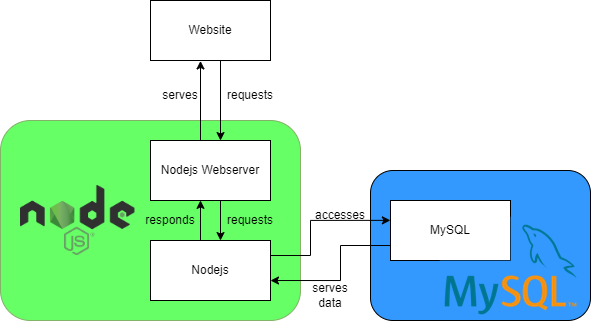 Website
serves
requests
Nodejs Webserver
node
JS
responds
requests
accesses
MySQL
Nodejs
serves
data
MySQL